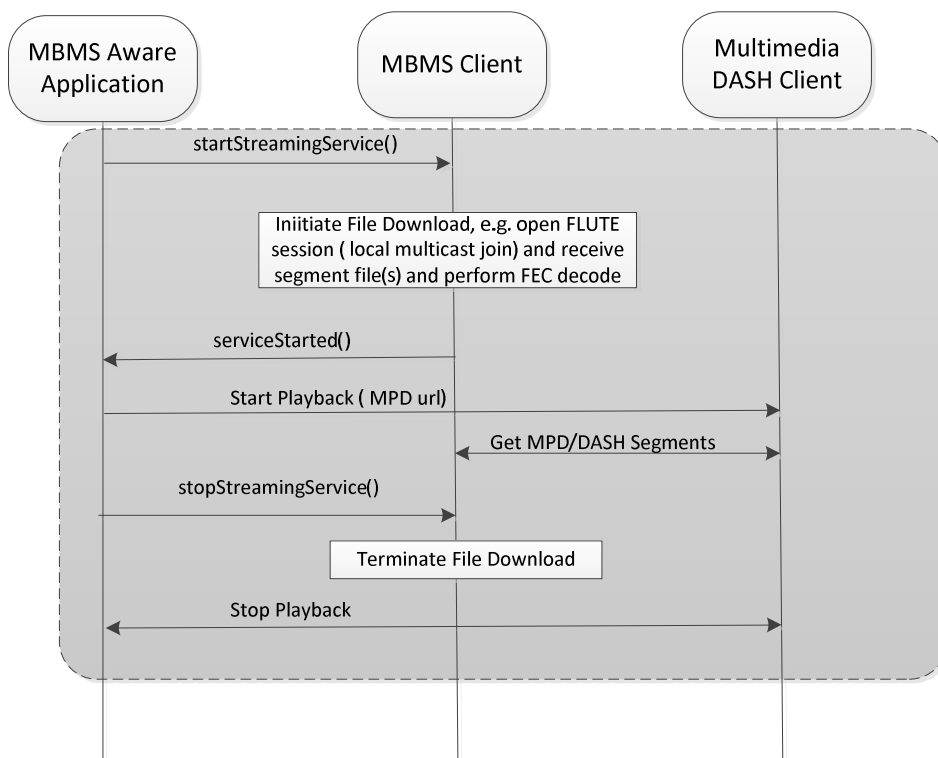 MBMS Aware
Application
MBMS Client
Multimedia
DASH Client
startStreamingService()
Iniitiate File Download, e.g. open FLUTE
session ( local multicast join) and receive
segment file(s) and perform FEC decode
serviceStarted()
Start Playback ( MPD url)
Get MPD/DASH Segments
stopStreamingService()
Terminate File Download
Stop Playback